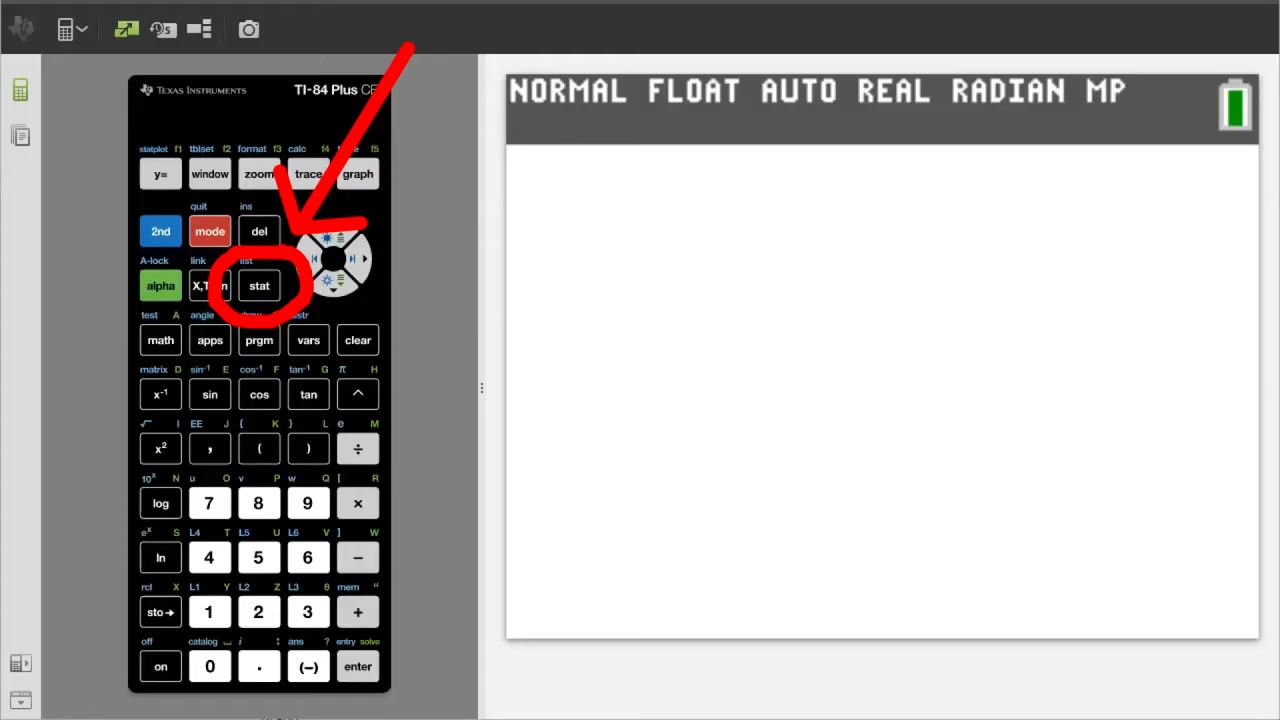 TEXAS INSTRUMENTS
TI-84 Plus
NORMAL FLOAT AUTO REAL RADIAN MP
statplot f1 tblset f2 format f3 calc f4 f5
y= window zoom trace graph
quit ins
2nd mode del
A-lock link list
alpha stat
test A angle
math apps prgm vars clear
matrix D sin-1 E cos-1 F tan-1 G π H
x-1 sin cos tan ^
√ I EE J { K } L e M
x² , ( ) ÷
10x N u O v P w Q [ R
log 7 8 9 ×
ex S L4 T L5 U L6 V ] W
ln 4 5 6 −
rcl X L1 Y L2 Z L3 θ mem “
sto→ 1 2 3 +
off catalog i : ans ? entry solve
on 0 . (−) enter